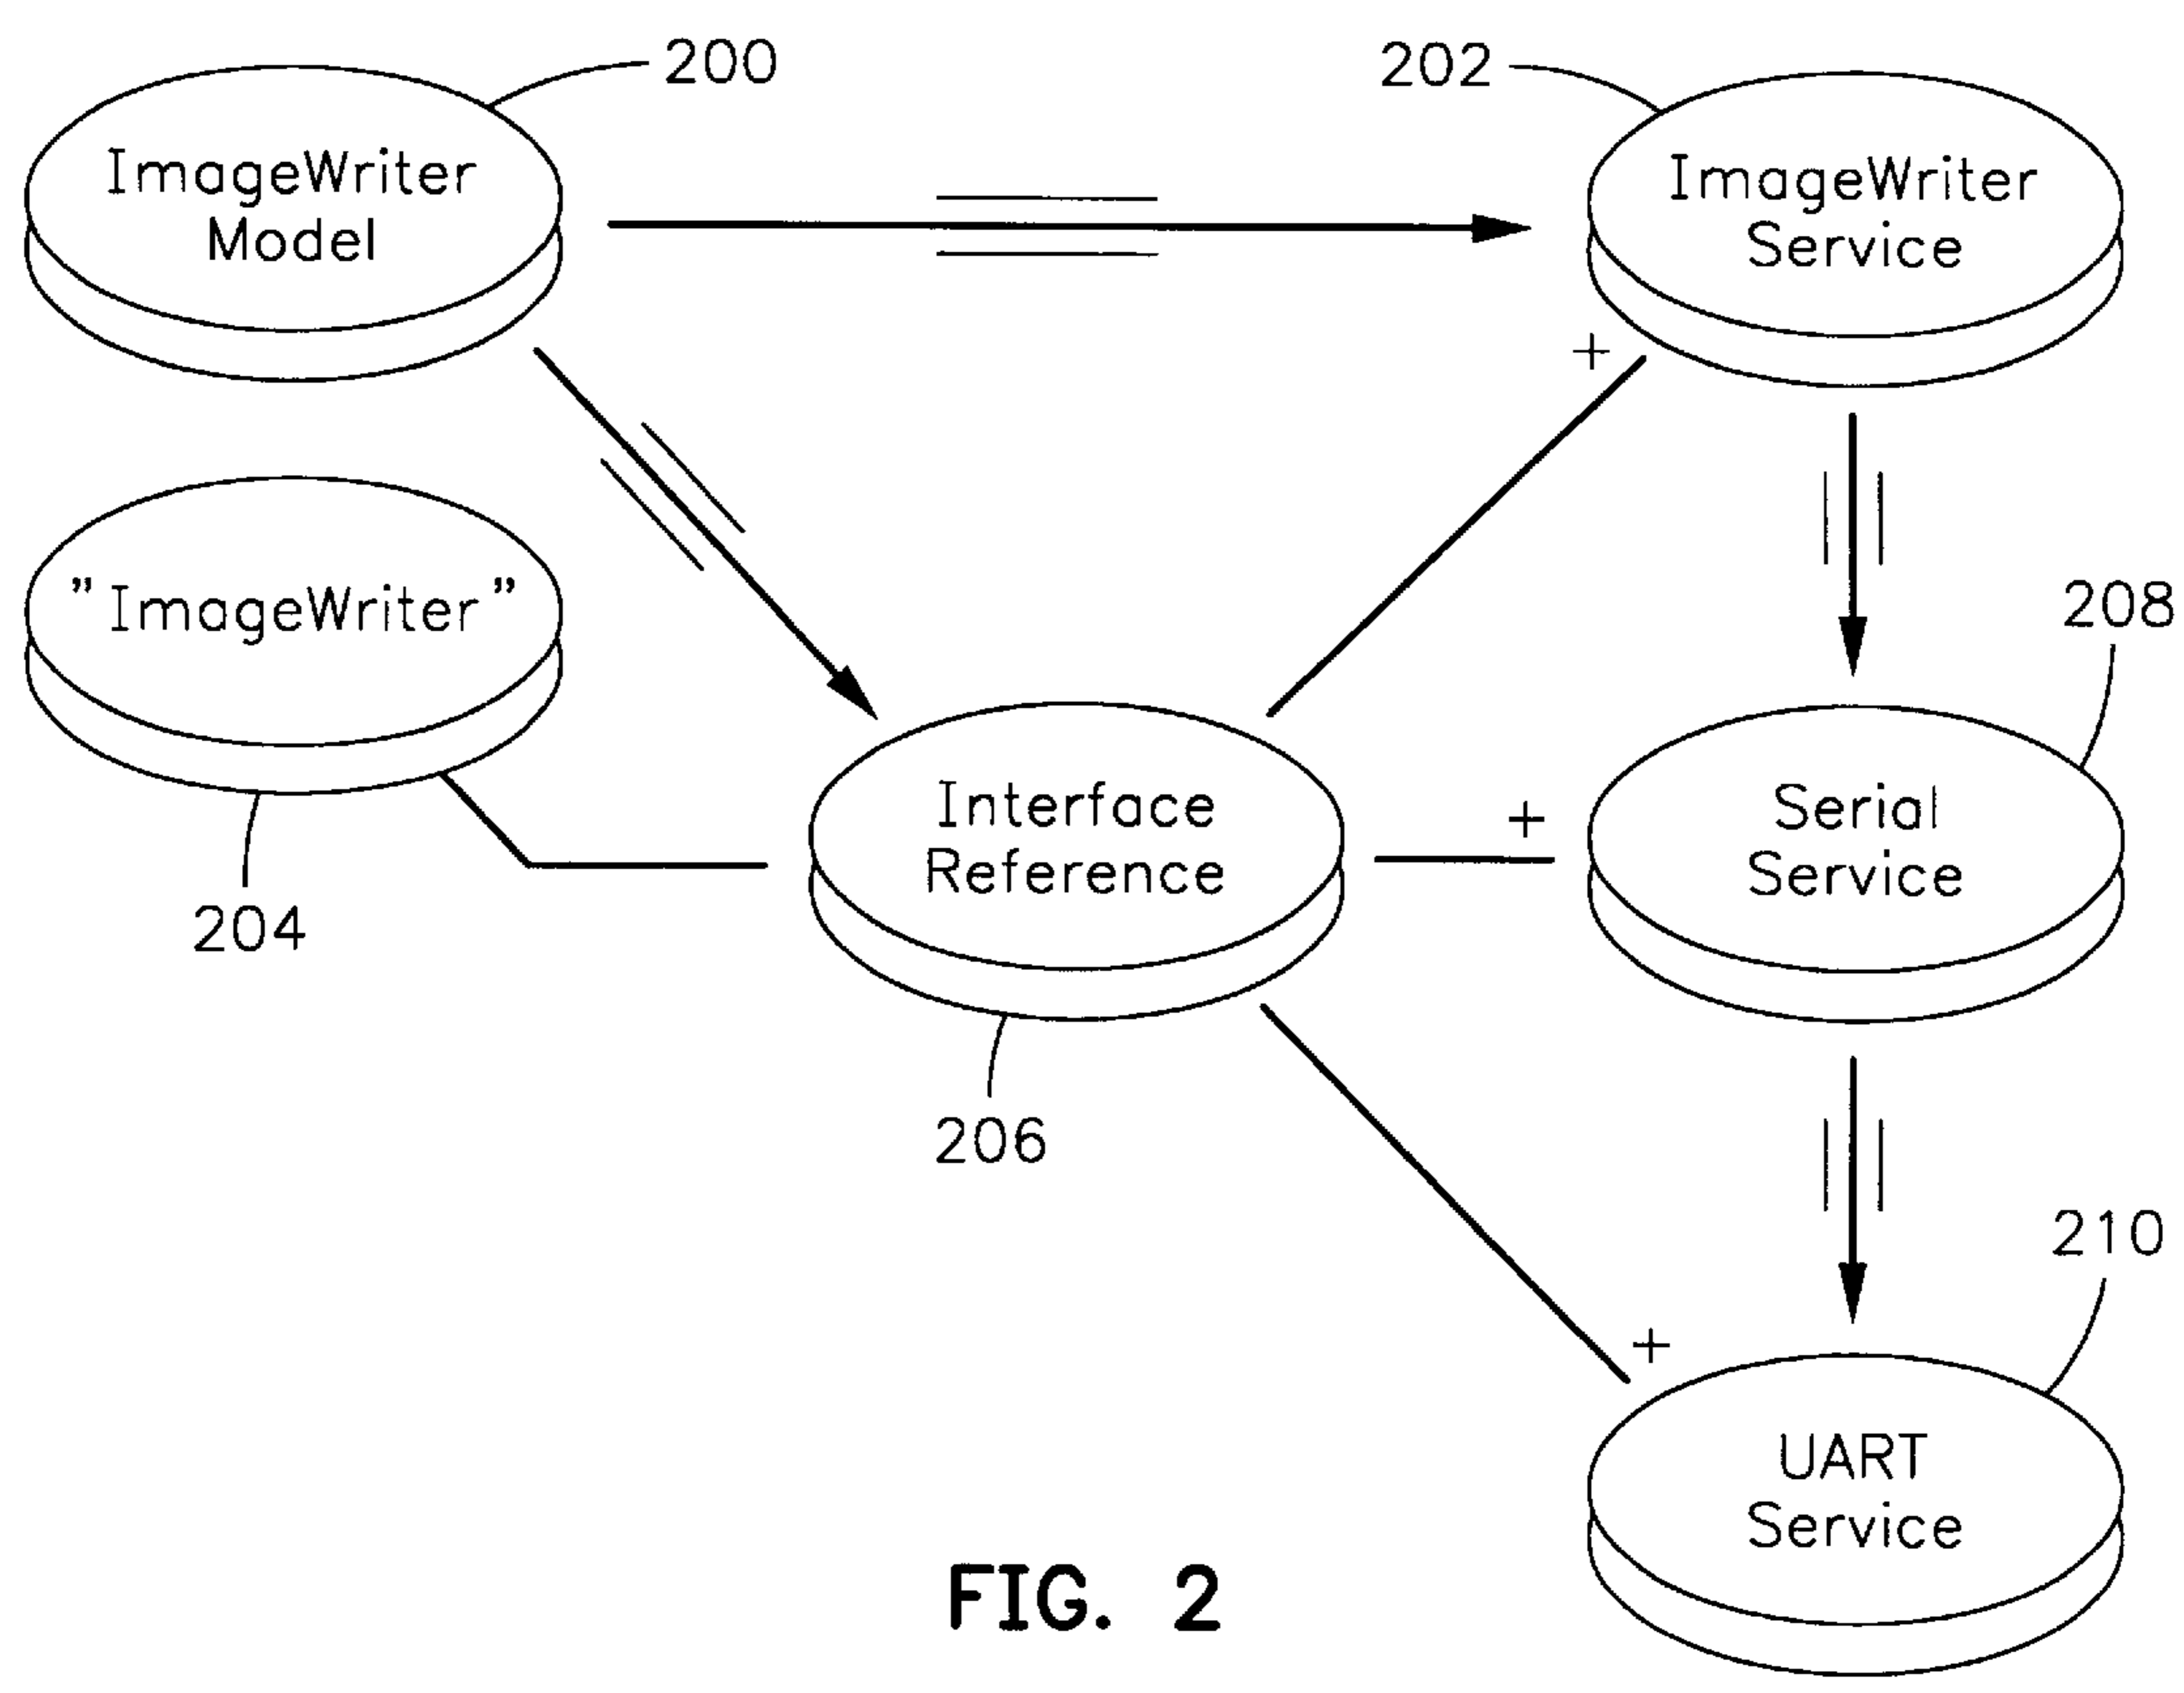 200
202
ImageWriter
Model
ImageWriter
Service
+
”ImageWriter”
208
204
Interface
Reference
+
Serial
Service
206
210
+
UART
Service
FIG. 2